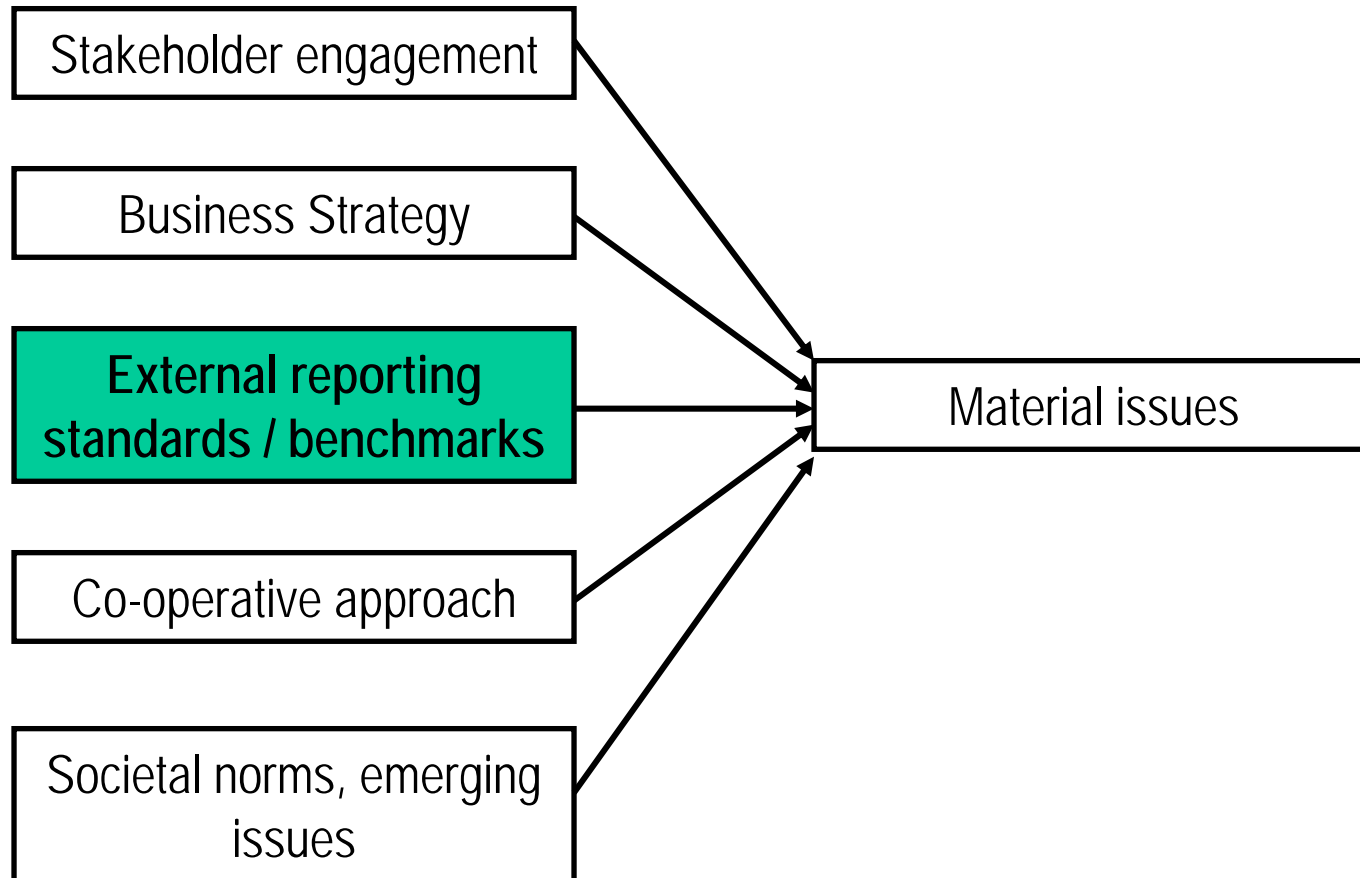 Stakeholder engagement
Business Strategy
External reporting
standards / benchmarks
Material issues
Co-operative approach
Societal norms, emerging
issues